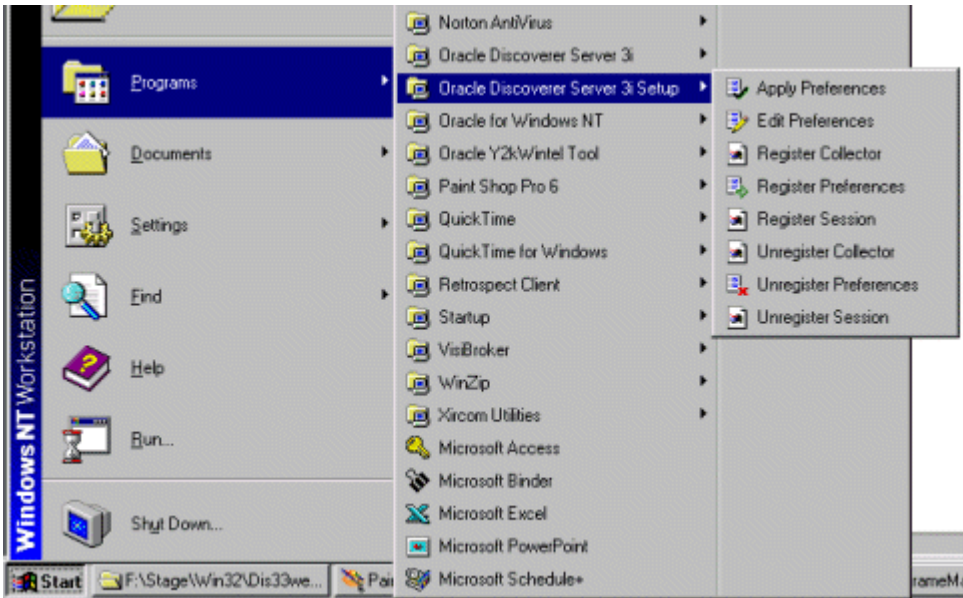 Programs
Documents
Settings
Find
Help
Run...
Shut Down...
Windows NT Workstation
Norton AntiVirus
Oracle Discoverer Server 3i
Oracle Discoverer Server 3i Setup
Oracle for Windows NT
Oracle Y2kWintel Tool
Paint Shop Pro 6
QuickTime
QuickTime for Windows
Retrospect Client
Startup
VisiBroker
WinZip
Xircom Utilities
Microsoft Access
Microsoft Binder
Microsoft Excel
Microsoft PowerPoint
Microsoft Schedule+
Apply Preferences
Edit Preferences
Register Collector
Register Preferences
Register Session
Unregister Collector
Unregister Preferences
Unregister Session
Start
F:\Stage\Win32\Dis33we...
Pai
rameM